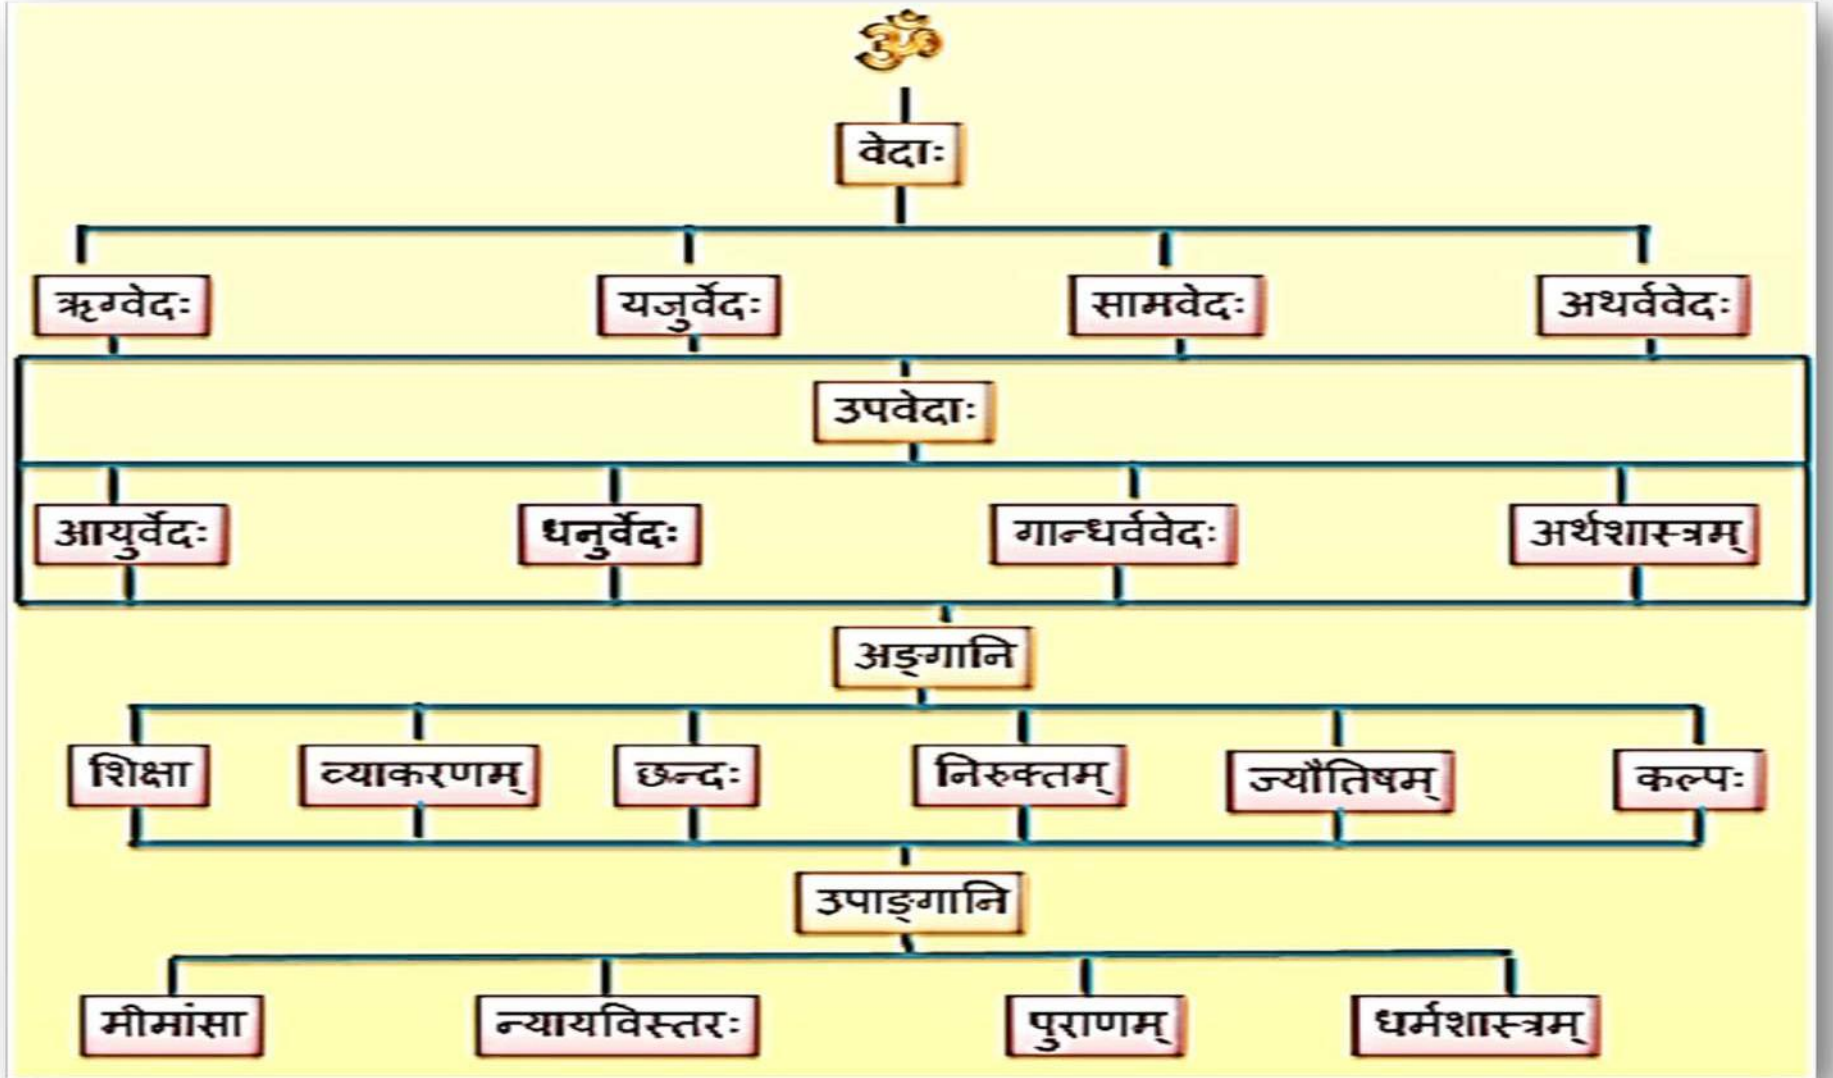 ॐ
वेदाः
ऋग्वेदः यजुर्वेदः सामवेदः अथर्ववेदः
उपवेदाः
आयुर्वेदः धनुर्वेदः गान्धर्ववेदः अर्थशास्त्रम्
अङ्गानि
शिक्षा व्याकरणम् छन्दः निरुक्तम् ज्यौतिषम् कल्पः
उपाङ्गानि
मीमांसा न्यायविस्तरः पुराणम् धर्मशास्त्रम्